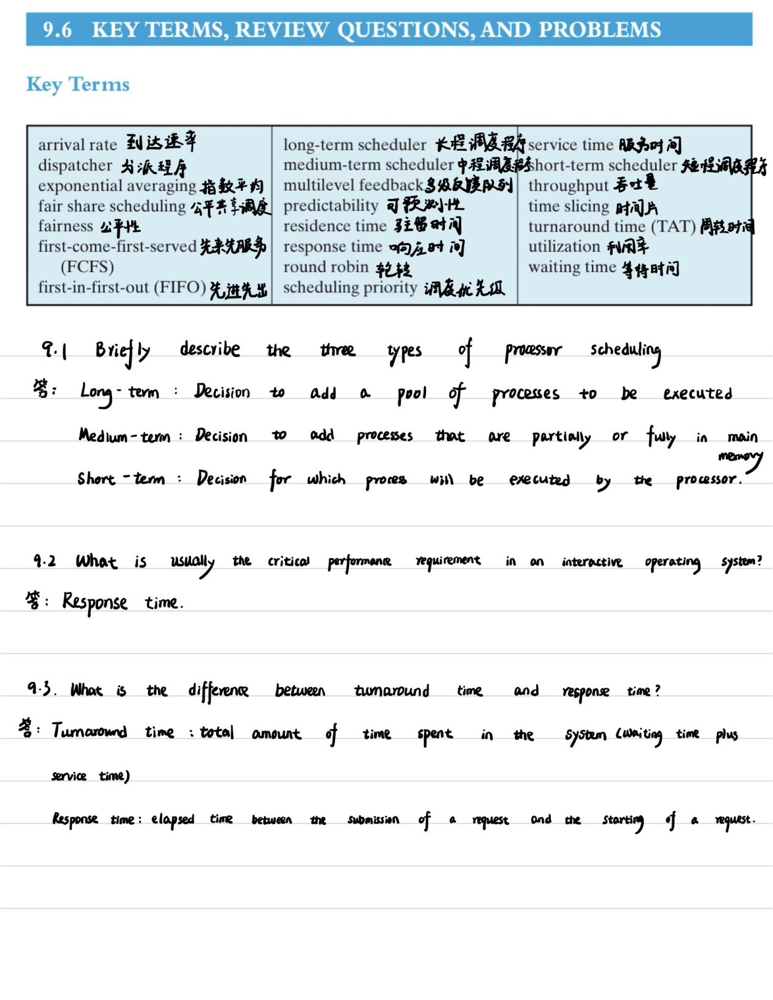 9.6 KEY TERMS, REVIEW QUESTIONS, AND PROBLEMS
Key Terms
arrival rate 到达速率
dispatcher 分派程序
exponential averaging 指数平均
fair share scheduling 公平共享调度
fairness 公平性
first-come-first-served 先来先服务
(FCFS)
first-in-first-out (FIFO) 先进先出
long-term scheduler 长程调度程序
medium-term scheduler 中程调度程序
multilevel feedback 多级反馈队列
predictability 可预测小性
residence time 驻留时间
response time 响应时间
round robin 轮转
scheduling priority 调度优先级
service time 服务时间
short-term scheduler 短程调度程序
throughput 吞吐量
time slicing 时间片
turnaround time (TAT) 周转时间
utilization 利用率
waiting time 等待时间
9.1 Briefly describe the three types of processor scheduling
答: Long-term : Decision to add a pool of processes to be executed
Medium-term : Decision to add processes that are partially or fully in main
memory
Short-term : Decision for which process will be executed by the processor.
9.2 What is usually the critical performance requirement in an interactive operating system?
答: Response time.
9.3. What is the difference between turnaround time and response time?
答: Turnaround time : total amount of time spent in the system (waiting time plus
service time)
Response time: elapsed time between the submission of a request and the starting of a request.